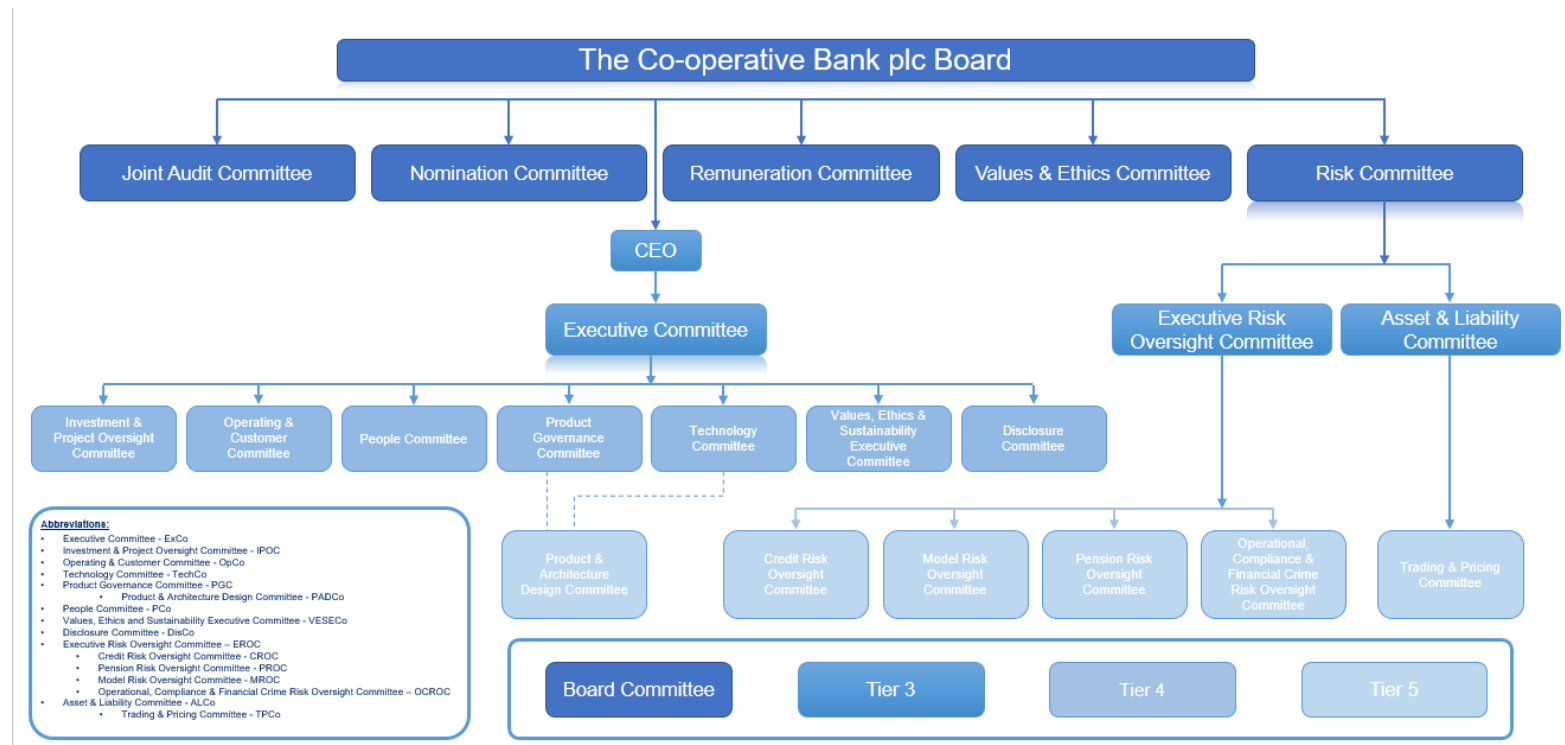 The Co-operative Bank plc Board
Joint Audit Committee
Nomination Committee
Remuneration Committee
Values & Ethics Committee
Risk Committee
CEO
Executive Committee
Executive Risk
Oversight Committee
Asset & Liability
Committee
Investment &
Project Oversight
Committee
Operating &
Customer
Committee
People Committee
Product
Governance
Committee
Technology
Committee
Values, Ethics &
Sustainability
Executive
Committee
Disclosure
Committee
Product &
Architecture
Design Committee
Credit Risk
Oversight
Committee
Model Risk
Oversight
Committee
Pension Risk
Oversight
Committee
Operational,
Compliance &
Financial Crime
Risk Oversight
Committee
Trading & Pricing
Committee
Abbreviations:
• Executive Committee - ExCo
• Investment & Project Oversight Committee - IPOC
• Operating & Customer Committee - OpCo
• Technology Committee - TechCo
• Product Governance Committee - PGC
• Product & Architecture Design Committee - PADCo
• People Committee - PCo
• Values, Ethics and Sustainability Executive Committee - VESECo
• Disclosure Committee - DisCo
• Executive Risk Oversight Committee – EROC
• Credit Risk Oversight Committee - CROC
• Pension Risk Oversight Committee - PROC
• Model Risk Oversight Committee - MROC
• Operational, Compliance & Financial Crime Risk Oversight Committee – OCROC
• Asset & Liability Committee - ALCo
• Trading & Pricing Committee - TPCo
Board Committee
Tier 3
Tier 4
Tier 5